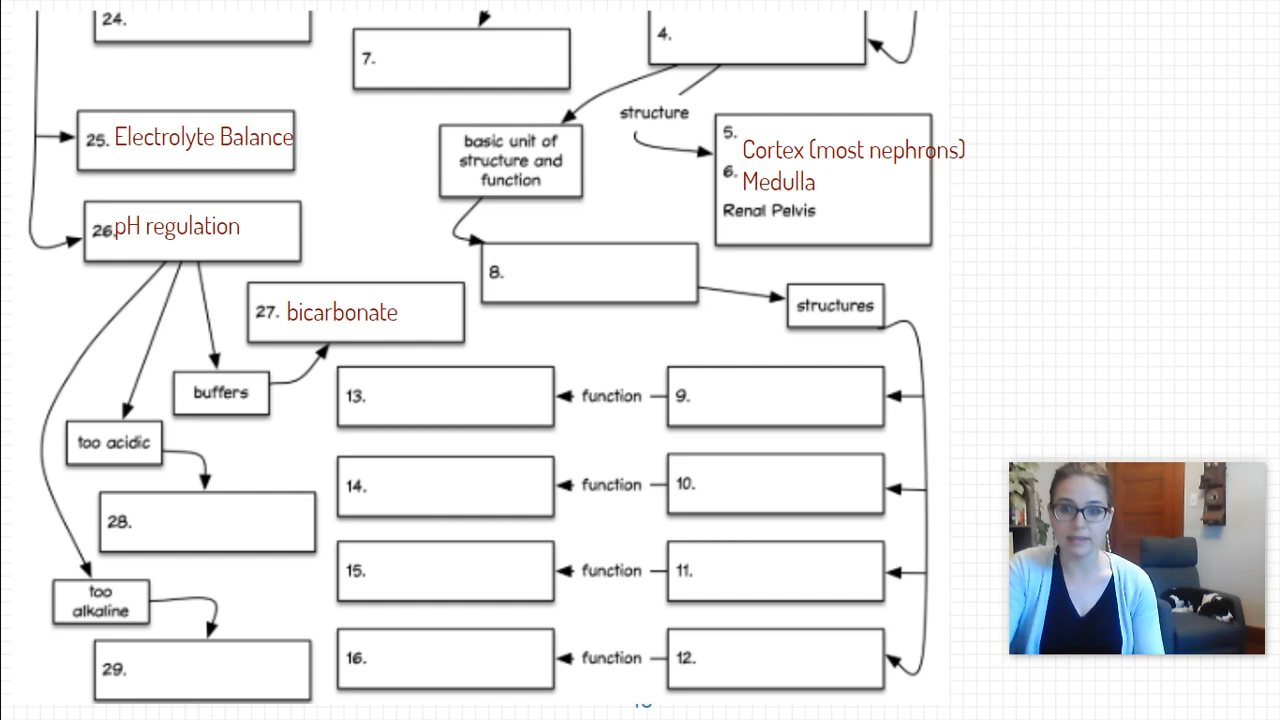 24.
7.
4.
structure
25. Electrolyte Balance
basic unit of
structure and
function
5.
Cortex (most nephrons)
6.
Medulla
Renal Pelvis
26. pH regulation
8.
27. bicarbonate
structures
buffers
13.
function
9.
too acidic
14.
function
10.
28.
15.
function
11.
too
alkaline
16.
function
12.
29.